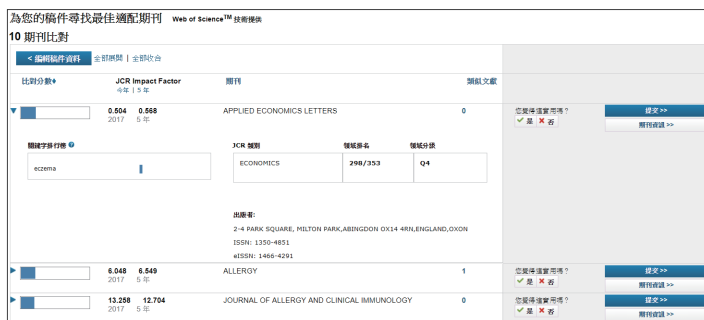 為您的稿件尋找最佳適配期刊 Web of Science™ 技術提供
10 期刊比對
< 編輯稿件資料 全部展開 | 全部收合
比對分數 JCR Impact Factor 期刊 類似文獻
今年 | 5 年
0.504 0.568 APPLIED ECONOMICS LETTERS 0 您覺得這實用嗎? 提交 >>
2017 5 年 是 否 期刊資訊 >>
關鍵字排行榜 JCR 類別 領域排名 領域分級
eczema ECONOMICS 298/353 Q4
出版者:
2-4 PARK SQUARE, MILTON PARK,ABINGDON OX14 4RN,ENGLAND,OXON
ISSN: 1350-4851
eISSN: 1466-4291
6.048 6.549 ALLERGY 1 您覺得這實用嗎? 提交 >>
2017 5 年 是 否 期刊資訊 >>
13.258 12.704 JOURNAL OF ALLERGY AND CLINICAL IMMUNOLOGY 0 您覺得這實用嗎? 提交 >>
2017 5 年 是 否 期刊資訊 >>